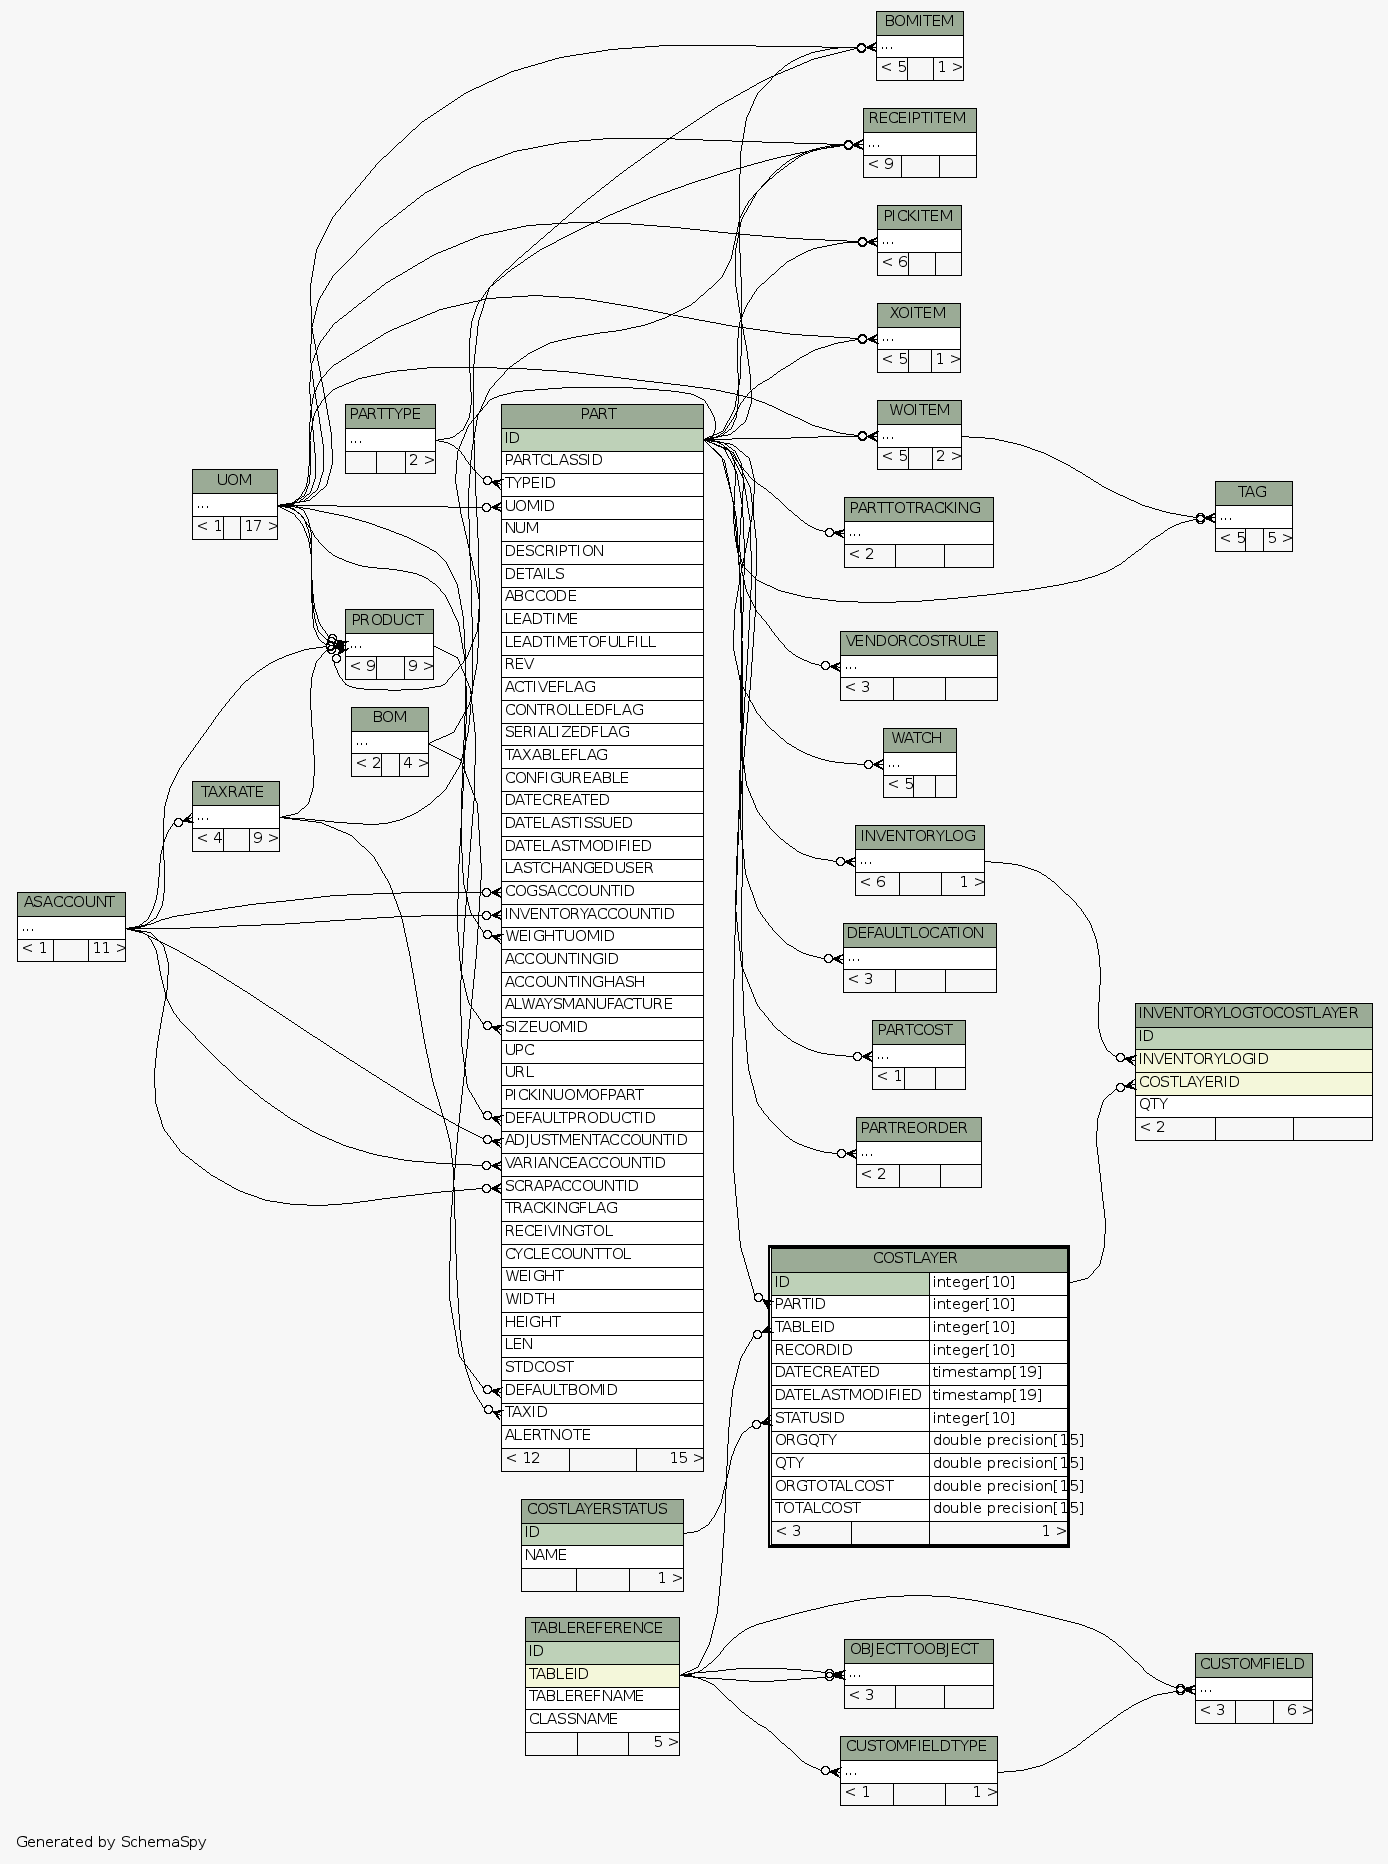 BOMITEM
...
< 5 1 >
RECEIPTITEM
...
< 9
PICKITEM
...
< 6
XOITEM
...
< 5 1 >
WOITEM
...
< 5 2 >
TAG
...
< 5 5 >
PARTTYPE
...
2 >
UOM
...
< 1 17 >
PRODUCT
...
< 9 9 >
BOM
...
< 2 4 >
TAXRATE
...
< 4 9 >
ASACCOUNT
...
< 1 11 >
PART
ID
PARTCLASSID
TYPEID
UOMID
NUM
DESCRIPTION
DETAILS
ABCCODE
LEADTIME
LEADTIMETOFULFILL
REV
ACTIVEFLAG
CONTROLLEDFLAG
SERIALIZEDFLAG
TAXABLEFLAG
CONFIGUREABLE
DATECREATED
DATELASTISSUED
DATELASTMODIFIED
LASTCHANGEDUSER
COGSACCOUNTID
INVENTORYACCOUNTID
WEIGHTUOMID
ACCOUNTINGID
ACCOUNTINGHASH
ALWAYSMANUFACTURE
SIZEUOMID
UPC
URL
PICKINUOMOFPART
DEFAULTPRODUCTID
ADJUSTMENTACCOUNTID
VARIANCEACCOUNTID
SCRAPACCOUNTID
TRACKINGFLAG
RECEIVINGTOL
CYCLECOUNTTOL
WEIGHT
WIDTH
HEIGHT
LEN
STDCOST
DEFAULTBOMID
TAXID
ALERTNOTE
< 12 15 >
PARTTOTRACKING
...
< 2
VENDORCOSTRULE
...
< 3
WATCH
...
< 5
INVENTORYLOG
...
< 6 1 >
DEFAULTLOCATION
...
< 3
PARTCOST
...
< 1
PARTREORDER
...
< 2
INVENTORYLOGTOCOSTLAYER
ID
INVENTORYLOGID
COSTLAYERID
QTY
< 2
COSTLAYER
ID integer[10]
PARTID integer[10]
TABLEID integer[10]
RECORDID integer[10]
DATECREATED timestamp[19]
DATELASTMODIFIED timestamp[19]
STATUSID integer[10]
ORGQTY double precision[15]
QTY double precision[15]
ORGTOTALCOST double precision[15]
TOTALCOST double precision[15]
< 3 1 >
COSTLAYERSTATUS
ID
NAME
1 >
TABLEREFERENCE
ID
TABLEID
TABLEREFNAME
CLASSNAME
5 >
OBJECTTOOBJECT
...
< 3
CUSTOMFIELD
...
< 3 6 >
CUSTOMFIELDTYPE
...
< 1 1 >
Generated by SchemaSpy